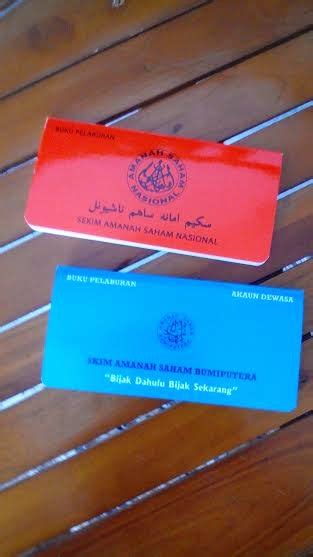 BUKU PELABURAN
AMANAH SAHAM
NASIONAL
سکيم امانه ساهم ناشيونل
SEKIM AMANAH SAHAM NASIONAL
BUKU PELABURAN
AKAUN DEWASA
SKIM AMANAH SAHAM BUMIPUTERA
"Bijak Dahulu Bijak Sekarang"